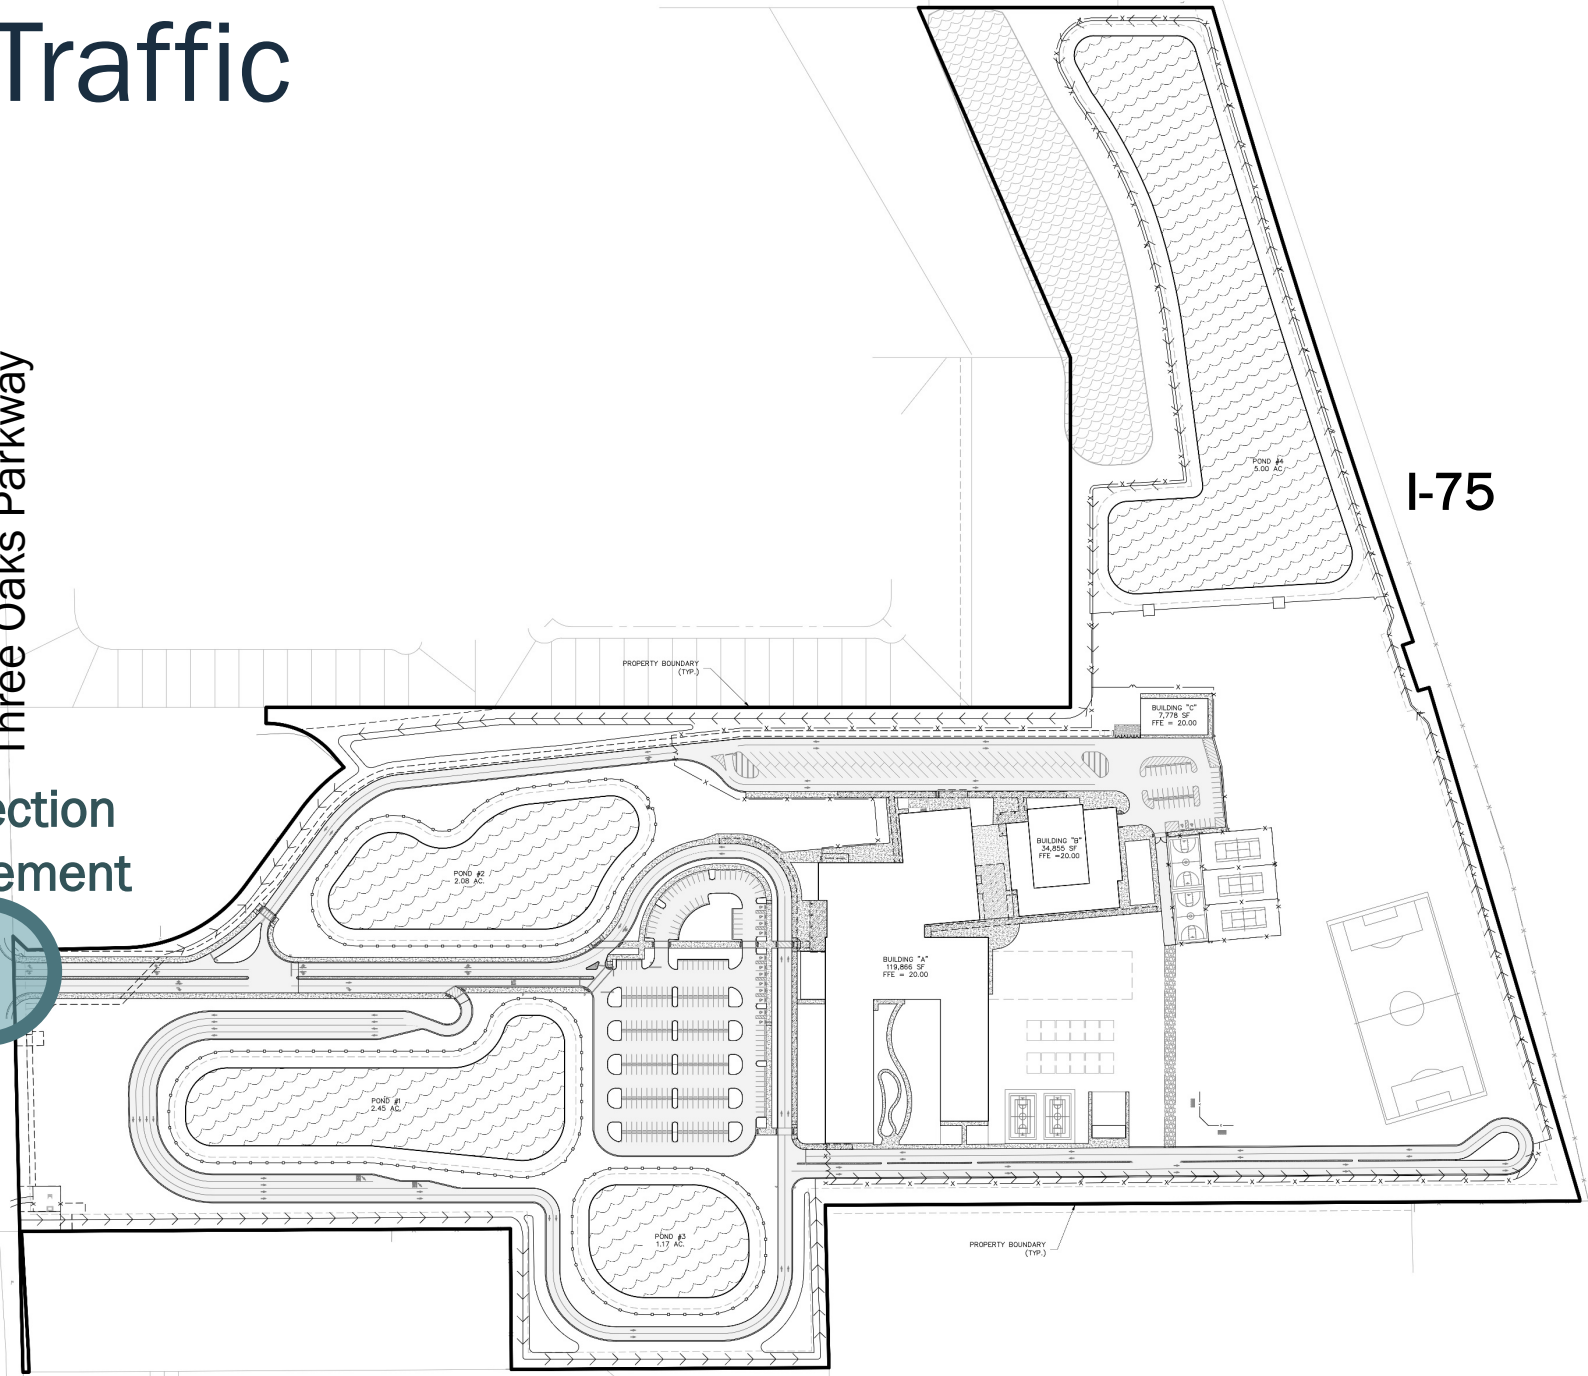 Traffic
Three Oaks Parkway
I-75
ection
ement
POND #4
5.00 AC
PROPERTY BOUNDARY
(TYP.)
BUILDING "C"
7,778 SF
FFE = 20.00
BUILDING "B"
34,855 SF
FFE =20.00
POND #2
2.08 AC.
BUILDING "A"
119,866 SF
FFE = 20.00
POND #1
2.45 AC.
POND #3
1.17 AC.
PROPERTY BOUNDARY
(TYP.)